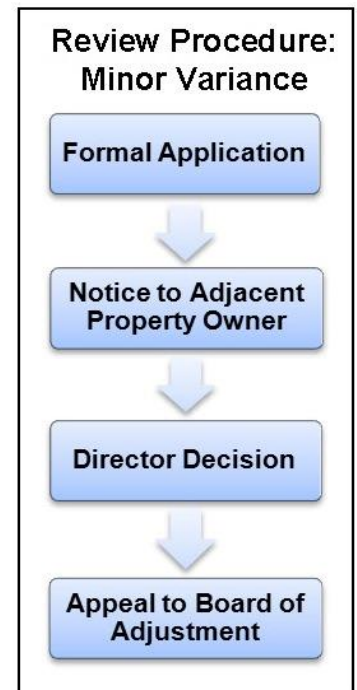 Review Procedure:
Minor Variance
Formal Application
Notice to Adjacent
Property Owner
Director Decision
Appeal to Board of
Adjustment